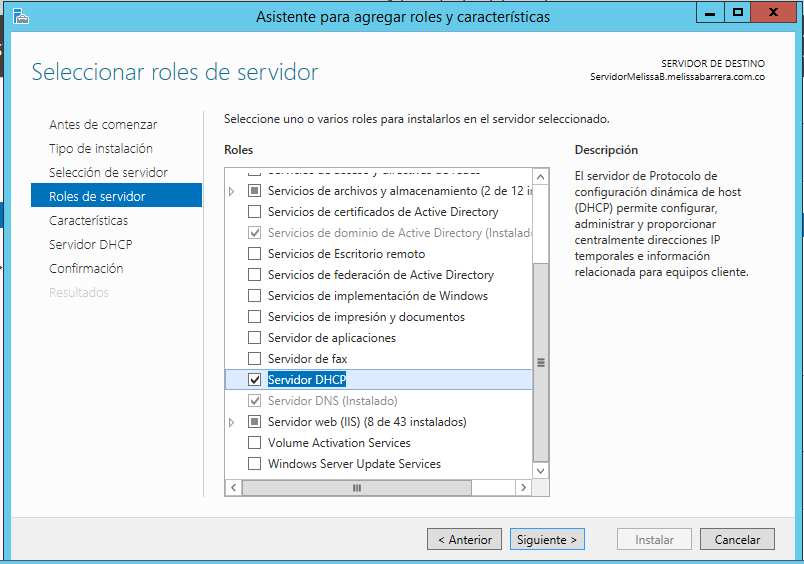 Asistente para agregar roles y características
Seleccionar roles de servidor
SERVIDOR DE DESTINO
ServidorMelissaB.melissabarrera.com.co
Antes de comenzar
Tipo de instalación
Selección de servidor
Roles de servidor
Características
Servidor DHCP
Confirmación
Resultados
Seleccione uno o varios roles para instalarlos en el servidor seleccionado.
Roles
Servicios de archivos y almacenamiento (2 de 12 in
Servicios de certificados de Active Directory
Servicios de dominio de Active Directory (Instalado
Servicios de Escritorio remoto
Servicios de federación de Active Directory
Servicios de implementación de Windows
Servicios de impresión y documentos
Servidor de aplicaciones
Servidor de fax
Servidor DHCP
Servidor DNS (Instalado)
Servidor web (IIS) (8 de 43 instalados)
Volume Activation Services
Windows Server Update Services
Descripción
El servidor de Protocolo de
configuración dinámica de host
(DHCP) permite configurar,
administrar y proporcionar
centralmente direcciones IP
temporales e información
relacionada para equipos cliente.
< Anterior
Siguiente >
Instalar
Cancelar